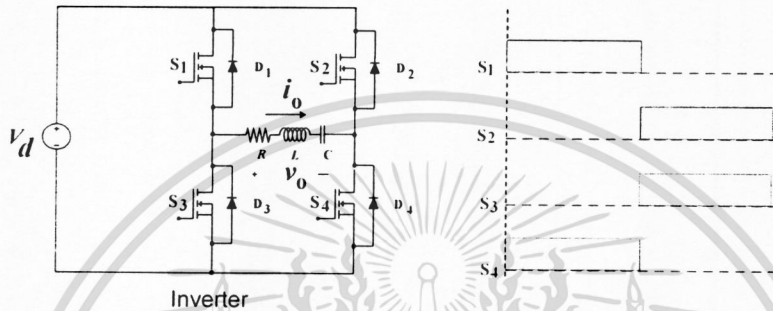 S1 D1 S2 D2
S1
io
S2
Vd
R L C
+ vo −
S3 D3 S4 D4
S3
S4
Inverter